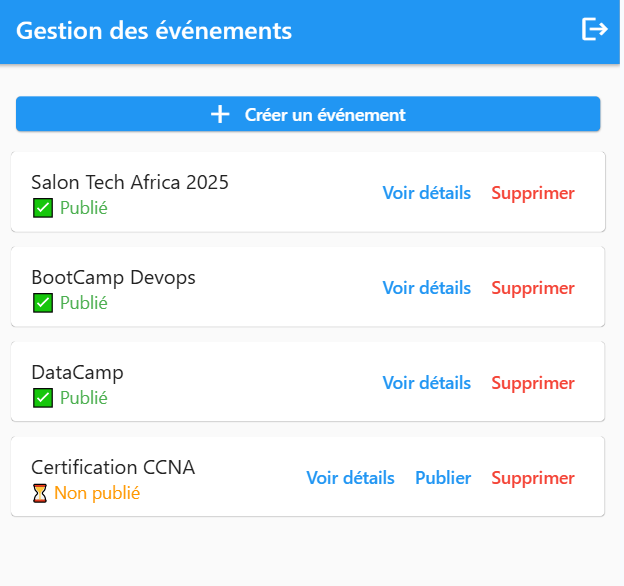 Gestion des événements
Créer un événement
Salon Tech Africa 2025
Voir détails Supprimer
✅ Publié
BootCamp Devops
Voir détails Supprimer
✅ Publié
DataCamp
Voir détails Supprimer
✅ Publié
Certification CCNA
Voir détails Publier Supprimer
⏳ Non publié